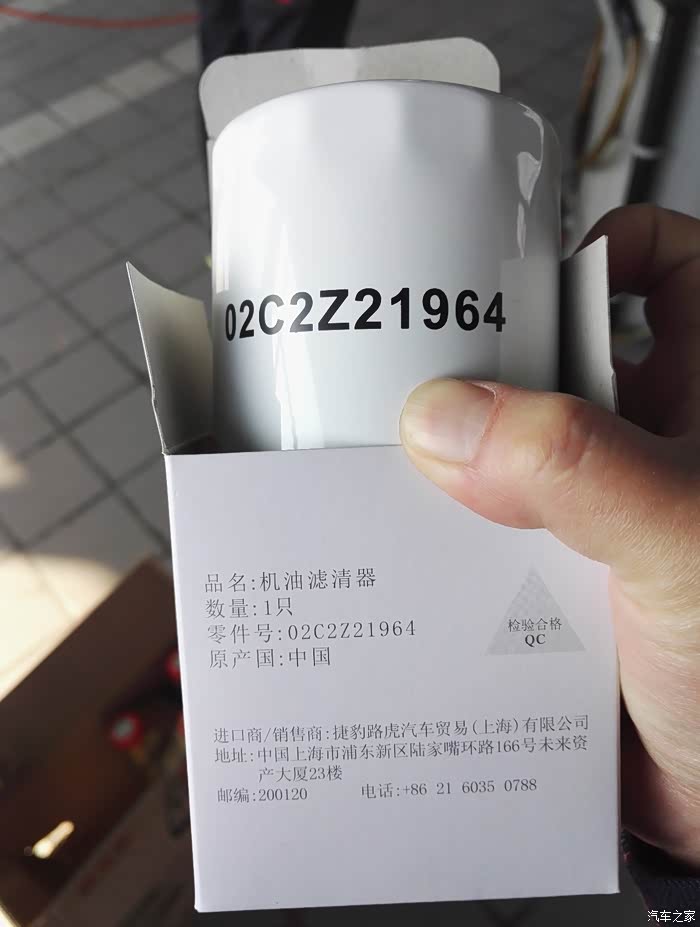 02C2Z21964
品名:机油滤清器
数量:1只
零件号:02C2Z21964
原产国:中国
检验合格
QC
进口商/销售商:捷豹路虎汽车贸易(上海)有限公司
地址:中国上海市浦东新区陆家嘴环路166号未来资
产大厦23楼
邮编:200120 电话:+86 21 6035 0788
汽车之家